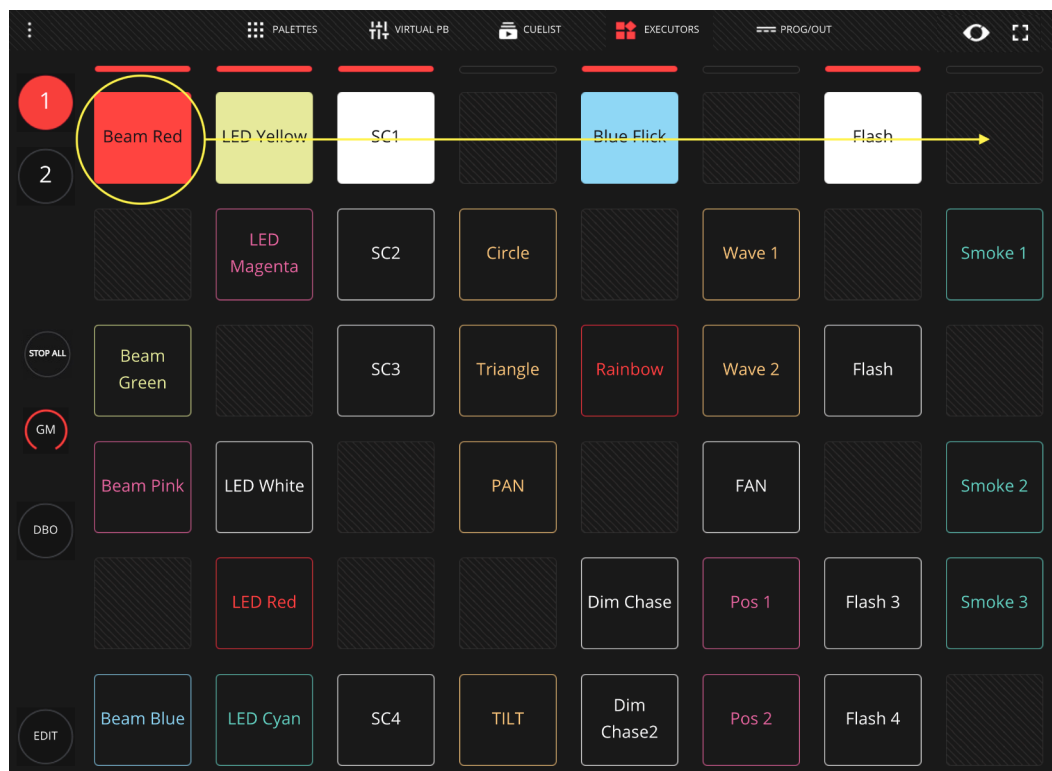 PALETTES VIRTUAL PB CUELIST EXECUTORS PROG/OUT
1
Beam Red LED Yellow SC1 Blue Flick Flash
2
LED
Magenta
SC2 Circle Wave 1 Smoke 1
STOP ALL
Beam
Green
SC3 Triangle Rainbow Wave 2 Flash
GM
Beam Pink LED White PAN FAN Smoke 2
DBO
LED Red Dim Chase Pos 1 Flash 3 Smoke 3
EDIT
Beam Blue LED Cyan SC4 TILT
Dim
Chase2
Pos 2 Flash 4